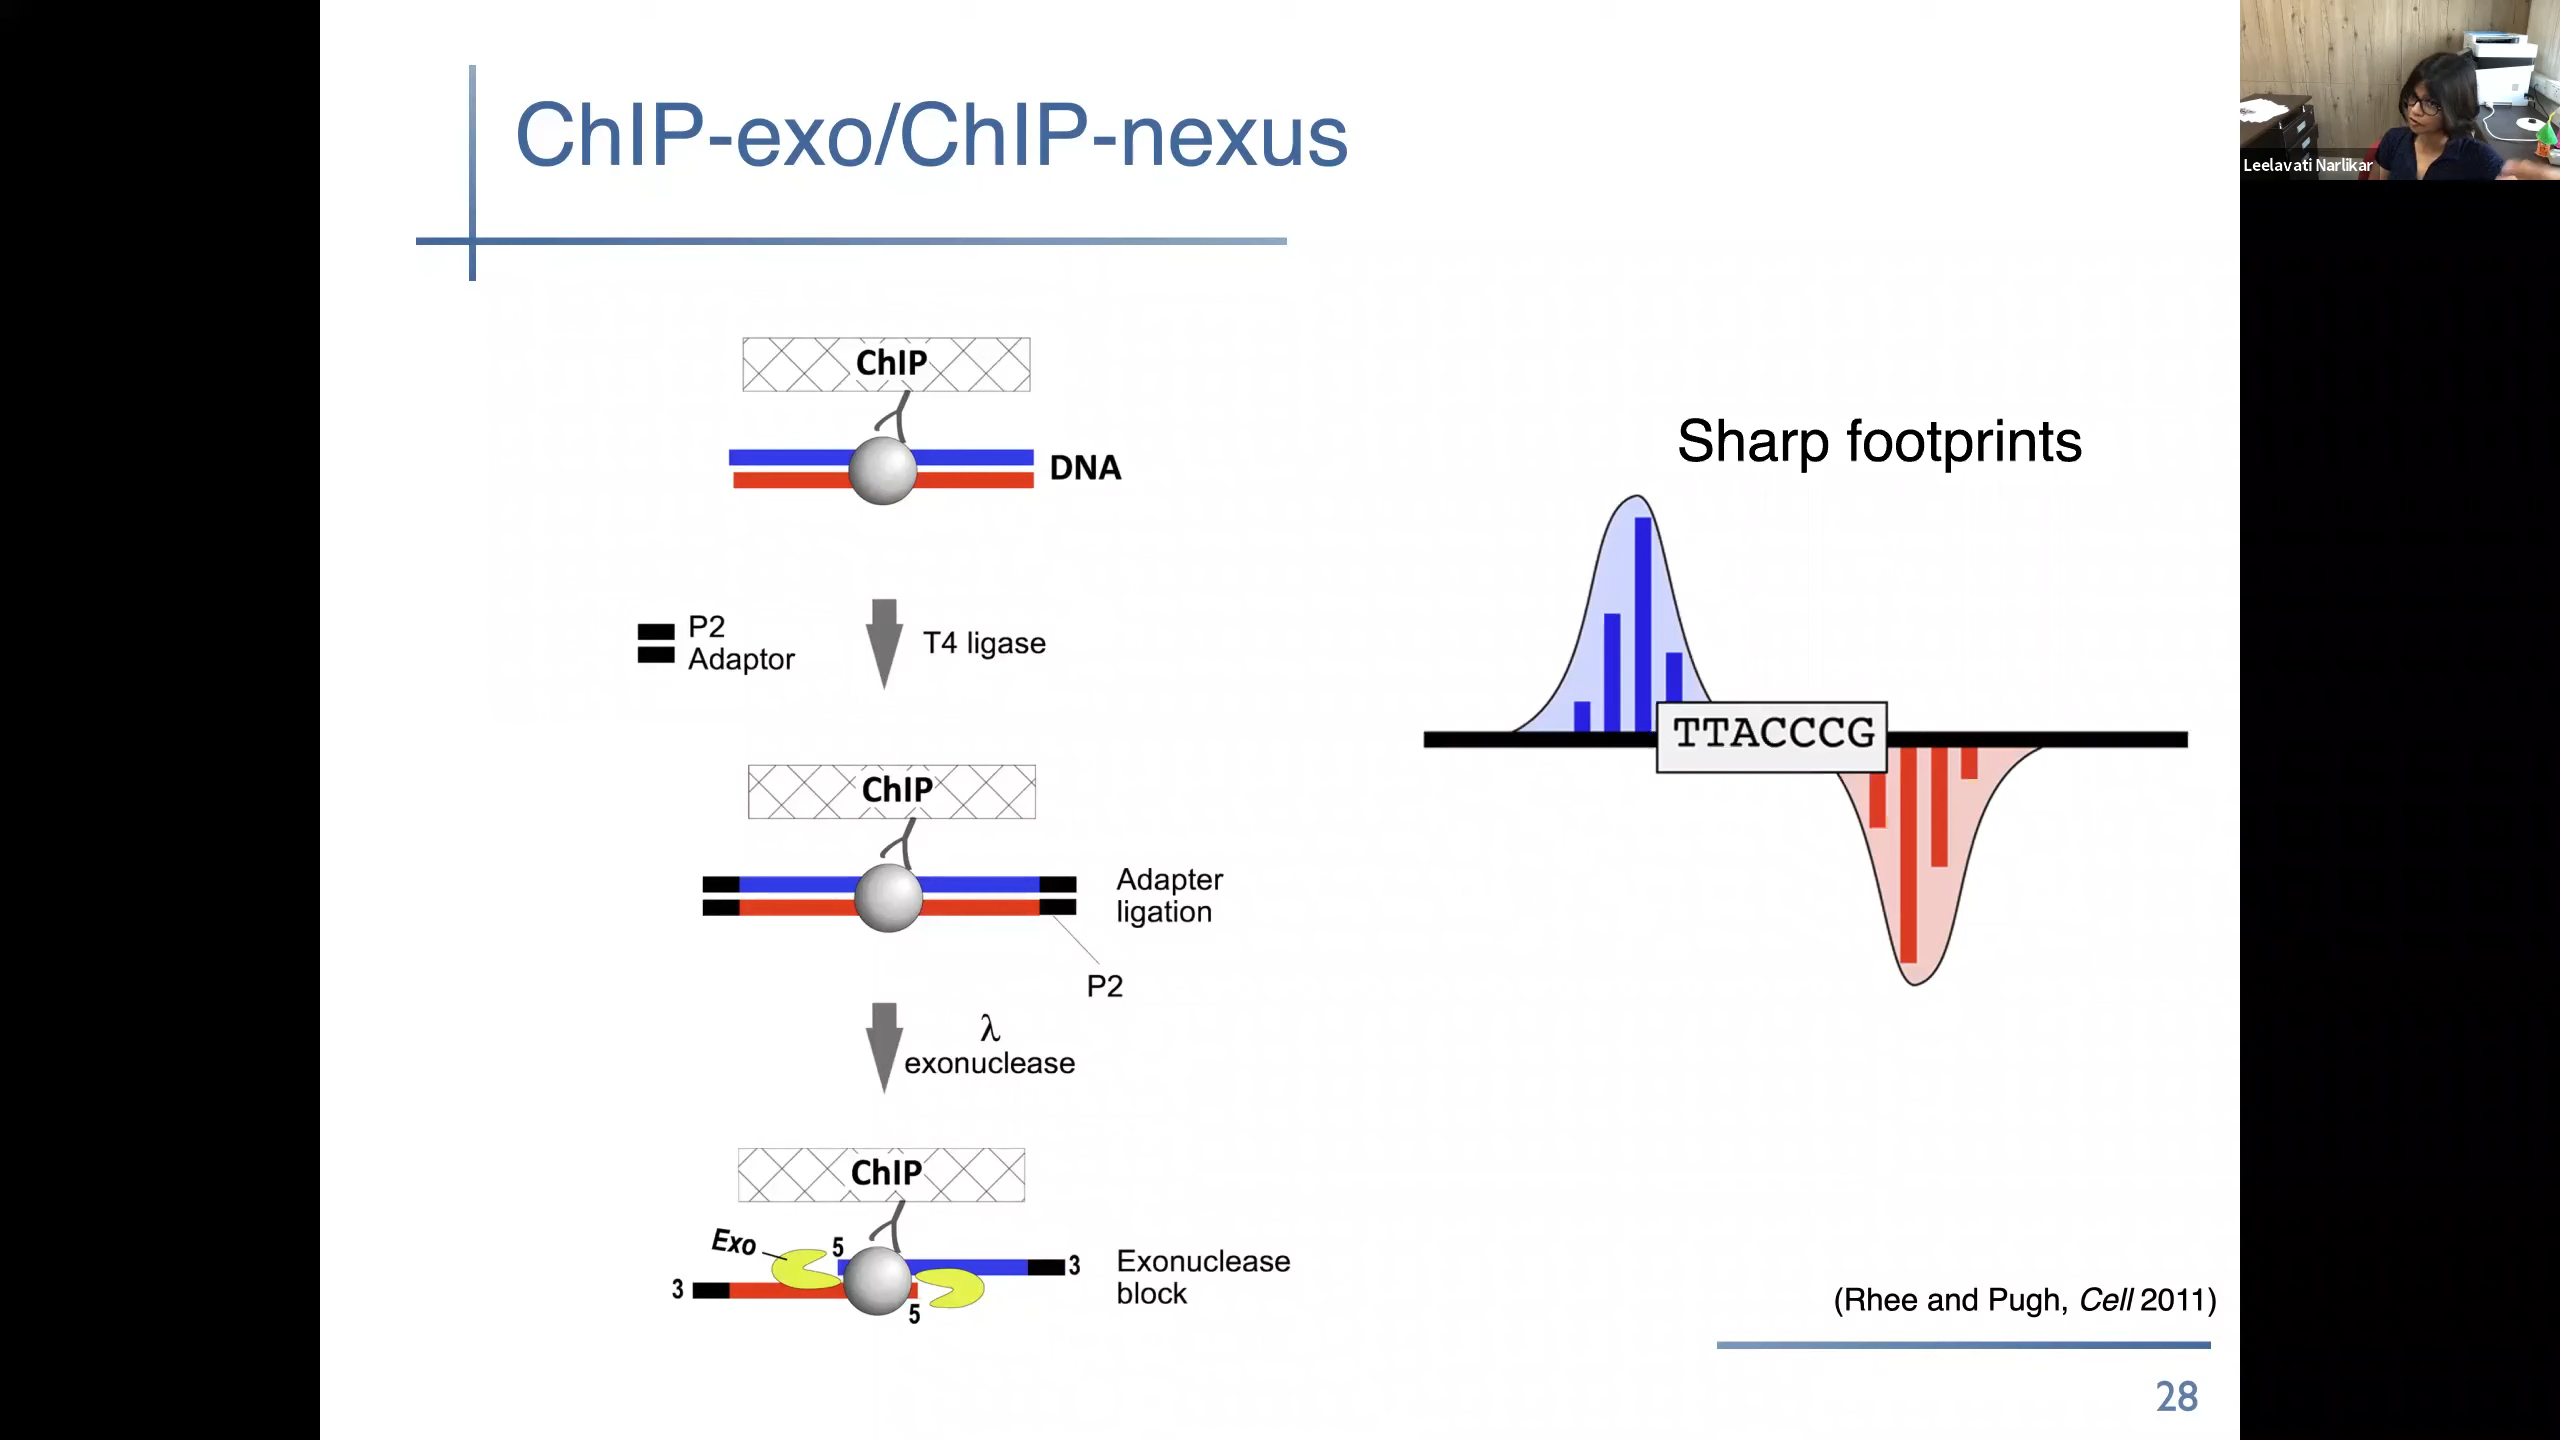 ChIP-exo/ChIP-nexus
Leelavati Narlikar
ChIP
DNA
P2
Adaptor
T4 ligase
ChIP
Adapter
ligation
P2
λ
exonuclease
ChIP
Exo
5
3
3
5
Exonuclease
block
Sharp footprints
TTACCCG
(Rhee and Pugh, Cell 2011)
28